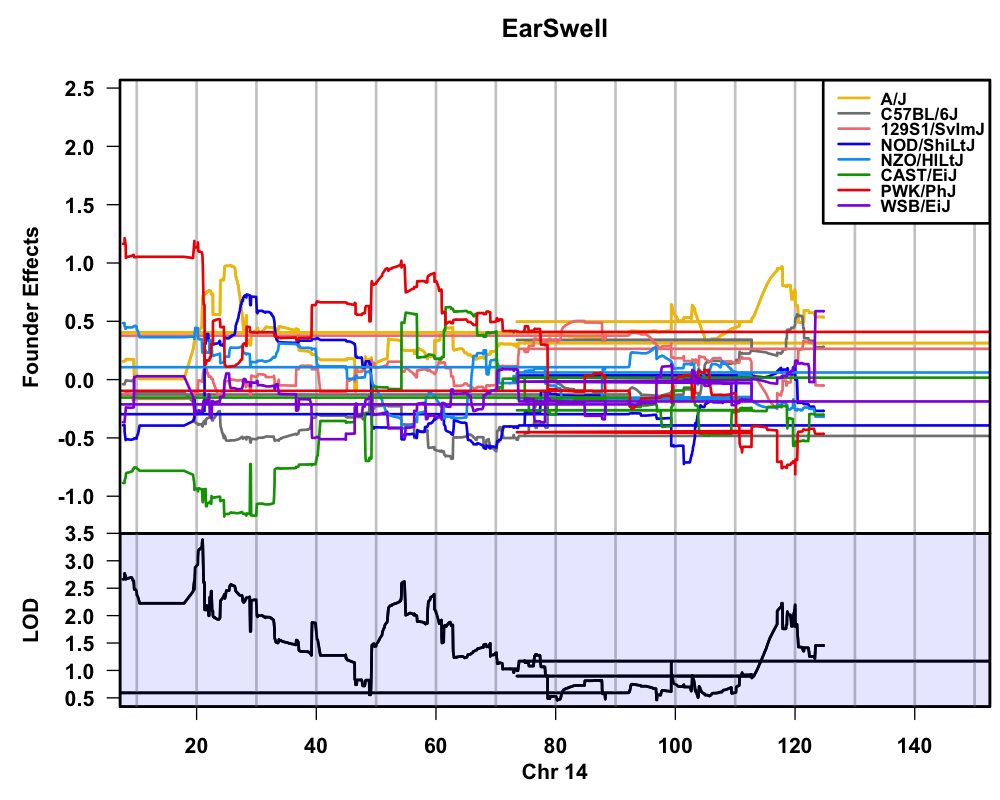 EarSwell
2.5
2.0
1.5
1.0
0.5
0.0
-0.5
-1.0
Founder Effects
A/J
C57BL/6J
129S1/SvImJ
NOD/ShiLtJ
NZO/HlLtJ
CAST/EiJ
PWK/PhJ
WSB/EiJ
3.5
3.0
2.5
2.0
1.5
1.0
0.5
LOD
20 40 60 80 100 120 140
Chr 14